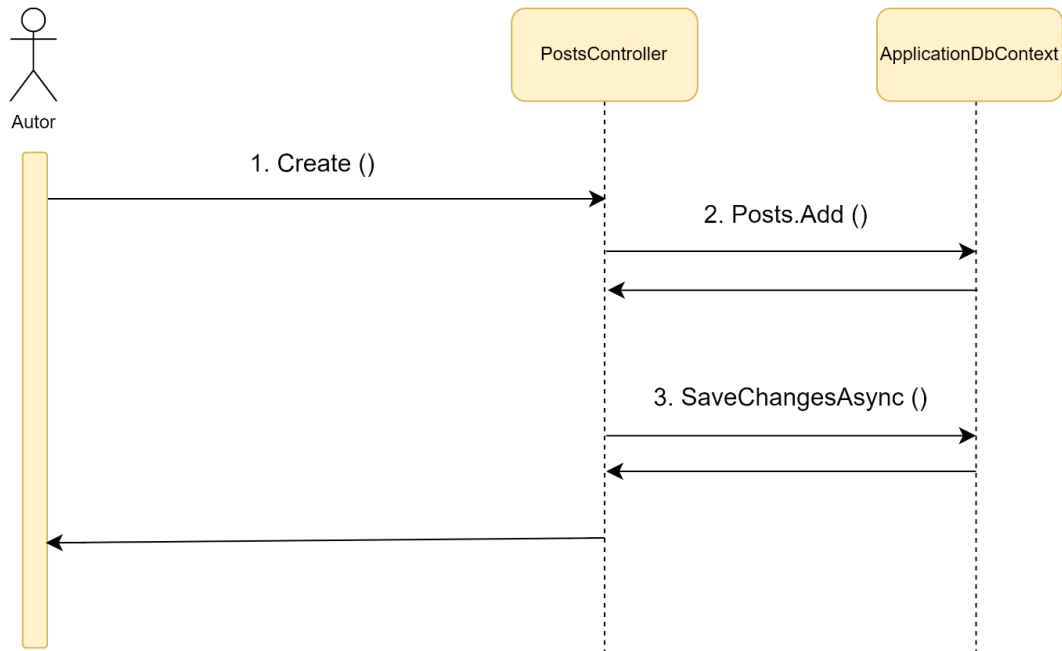 PostsController
ApplicationDbContext
Autor
1. Create ()
2. Posts.Add ()
3. SaveChangesAsync ()